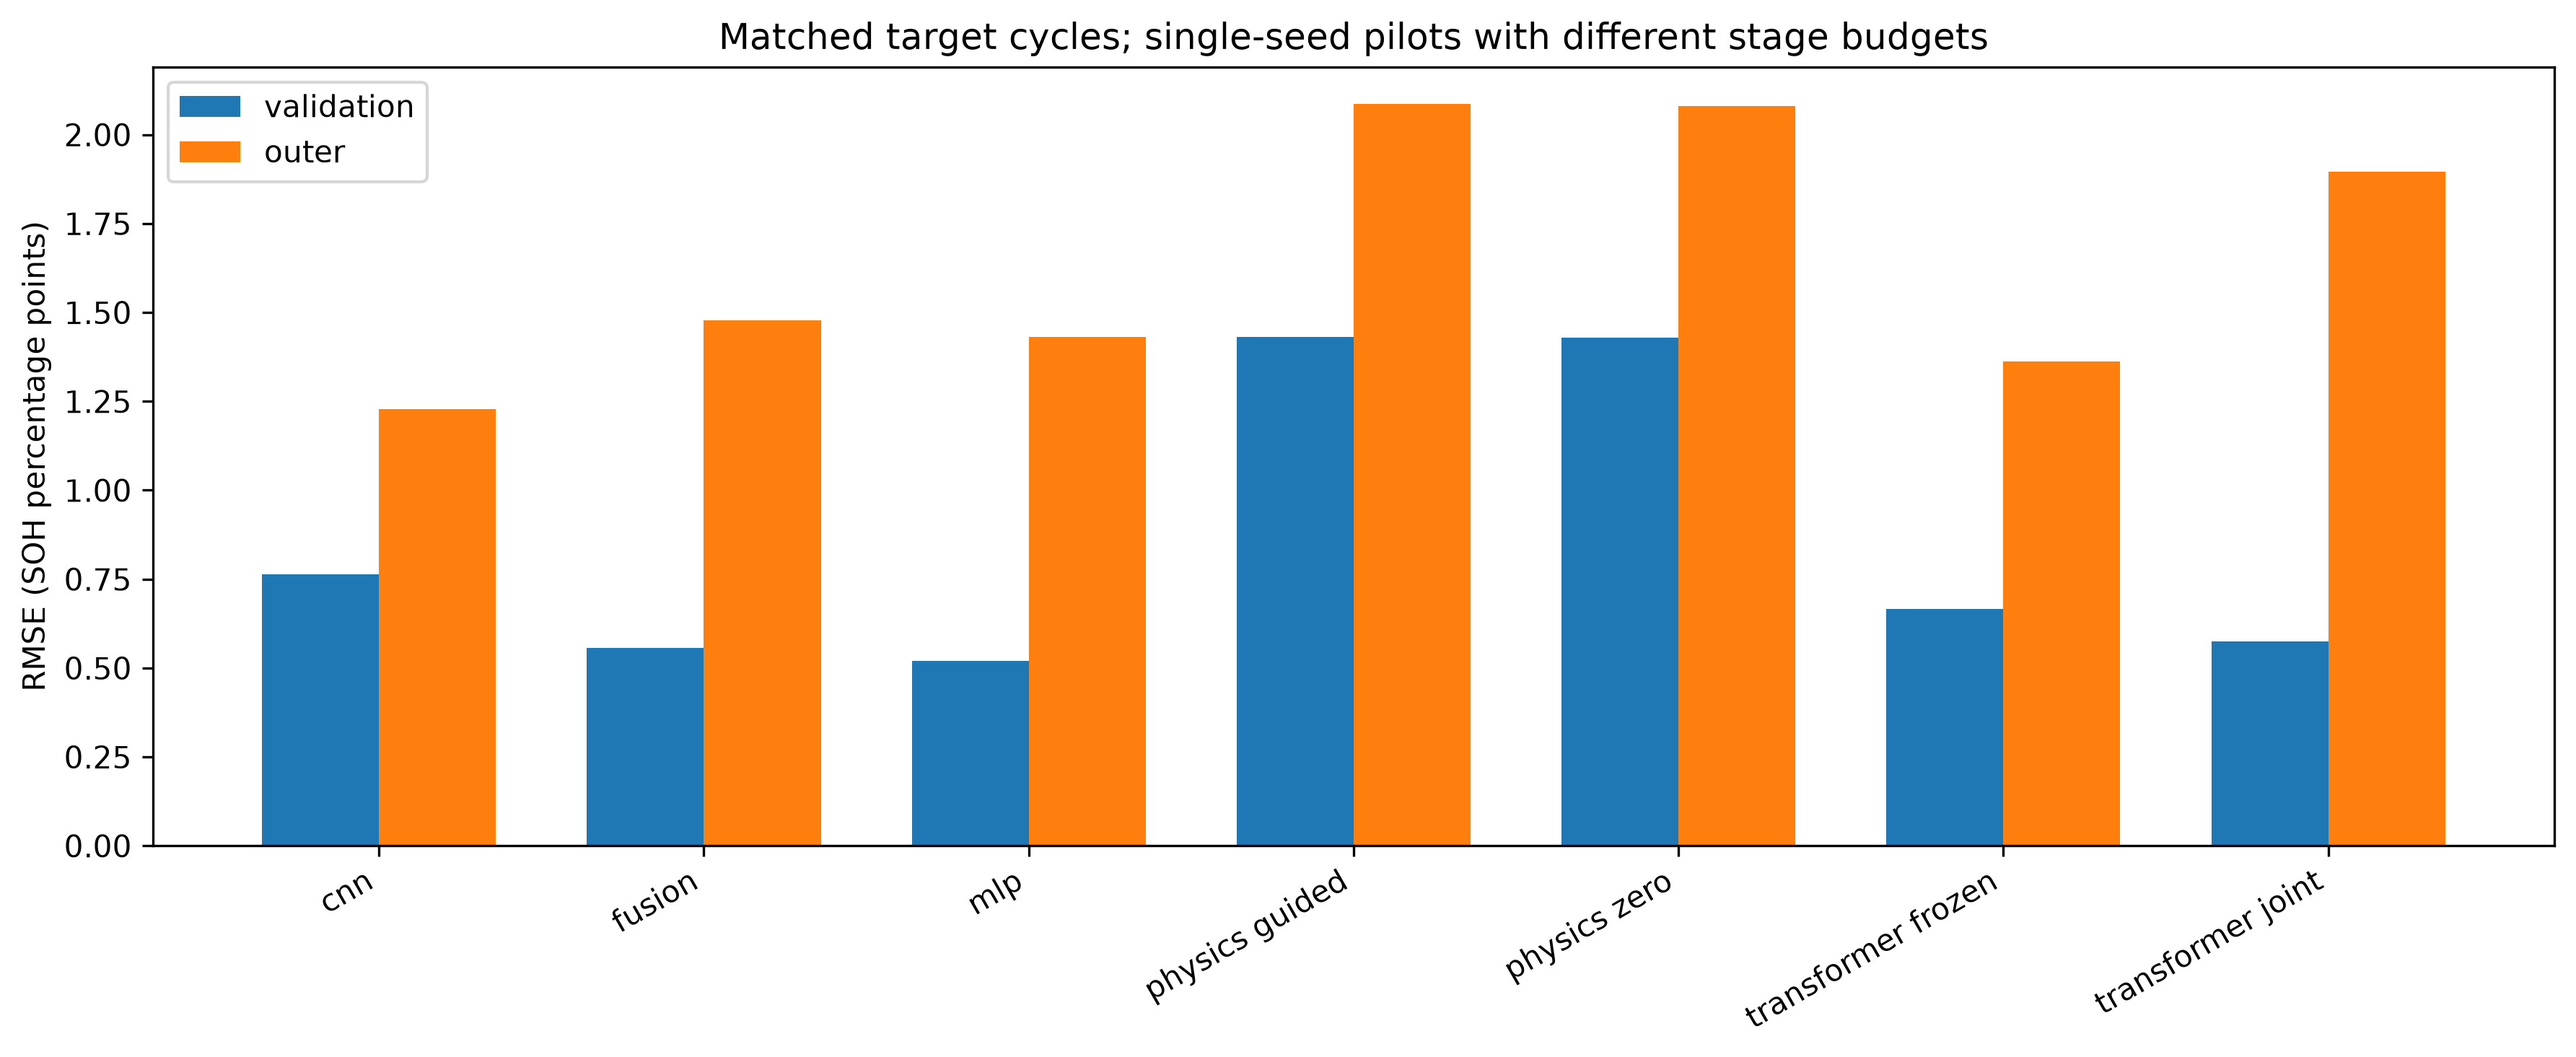 Matched target cycles; single-seed pilots with different stage budgets
validation
outer
RMSE (SOH percentage points)
2.00
1.75
1.50
1.25
1.00
0.75
0.50
0.25
0.00
cnn
fusion
mlp
physics guided
physics zero
transformer frozen
transformer joint